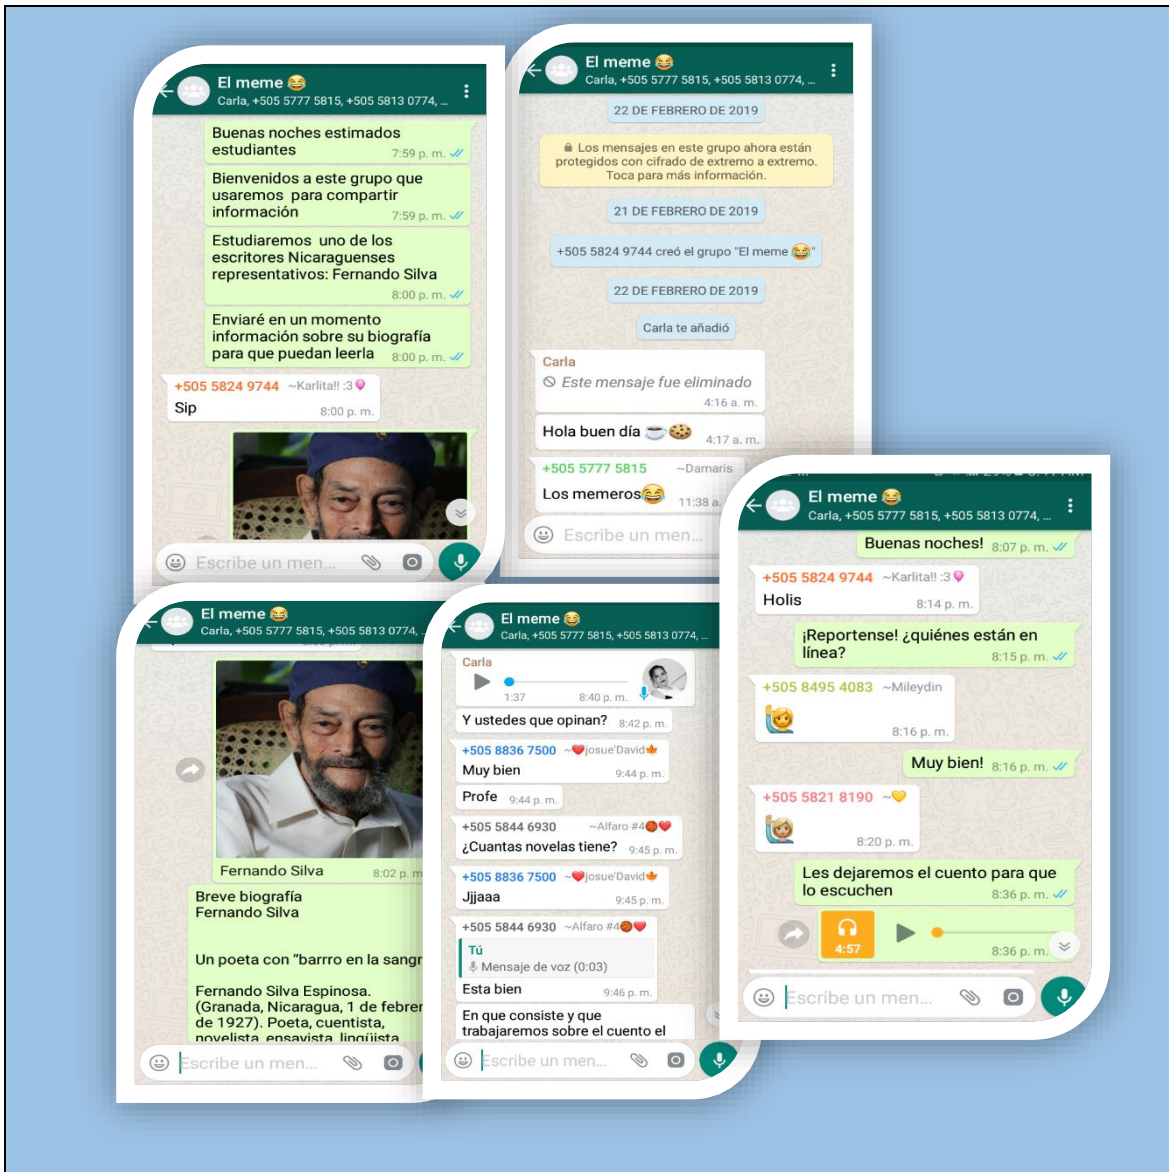 El meme 😂
Carla, +505 5777 5815, +505 5813 0774, ...
Buenas noches estimados
estudiantes
7:59 p. m.
Bienvenidos a este grupo que
usaremos para compartir
información
7:59 p. m.
Estudiaremos uno de los
escritores Nicaraguenses
representativos: Fernando Silva
8:00 p. m.
Enviaré en un momento
información sobre su biografía
para que puedan leerla
8:00 p. m.
+505 5824 9744 ~Karlita!! :3
Sip
8:00 p. m.
Escribe un men...
El meme 😂
Carla, +505 5777 5815, +505 5813 0774, ...
22 DE FEBRERO DE 2019
Los mensajes en este grupo ahora están
protegidos con cifrado de extremo a extremo.
Toca para más información.
21 DE FEBRERO DE 2019
+505 5824 9744 creó el grupo "El meme 😂"
22 DE FEBRERO DE 2019
Carla te añadió
Carla
Este mensaje fue eliminado
4:16 a. m.
Hola buen día ☕🍪
4:17 a. m.
+505 5777 5815 ~Damaris
Los memeros😂
11:38 a.
Escribe un men...
El meme 😂
Carla, +505 5777 5815, +505 5813 0774, ...
Buenas noches!
8:07 p. m.
+505 5824 9744 ~Karlita!! :3
Holis
8:14 p. m.
¡Reportense! ¿quiénes están en
línea?
8:15 p. m.
+505 8495 4083 ~Mileydin
8:16 p. m.
Muy bien!
8:16 p. m.
+505 5821 8190 ~💛
8:20 p. m.
Les dejaremos el cuento para que
lo escuchen
8:36 p. m.
4:57
8:36 p. m.
Escribe un men...
El meme 😂
Carla, +505 5777 5815, +505 5813 0774, ..
Fernando Silva
8:02 p. m
Breve biografía
Fernando Silva
Un poeta con "barrro en la sangr
Fernando Silva Espinosa.
(Granada, Nicaragua, 1 de febrer
de 1927). Poeta, cuentista,
novelista, ensayista, lingüista
Escribe un men...
El meme 😂
Carla, +505 5777 5815, +505 5813 0774, ...
Carla
1:37
8:40 p. m.
Y ustedes que opinan?
8:42 p. m.
+505 8836 7500 ~❤️josue'David🍁
Muy bien
9:44 p. m.
Profe
9:44 p. m.
+505 5844 6930 ~Alfaro #4🏀❤️
¿Cuantas novelas tiene?
9:45 p. m.
+505 8836 7500 ~❤️josue'David🍁
Jjjaaa
9:45 p. m.
+505 5844 6930 ~Alfaro #4🏀❤️
Tú
Mensaje de voz (0:03)
Esta bien
9:46 p. m.
En que consiste y que
trabajaremos sobre el cuento el
Escribe un men...